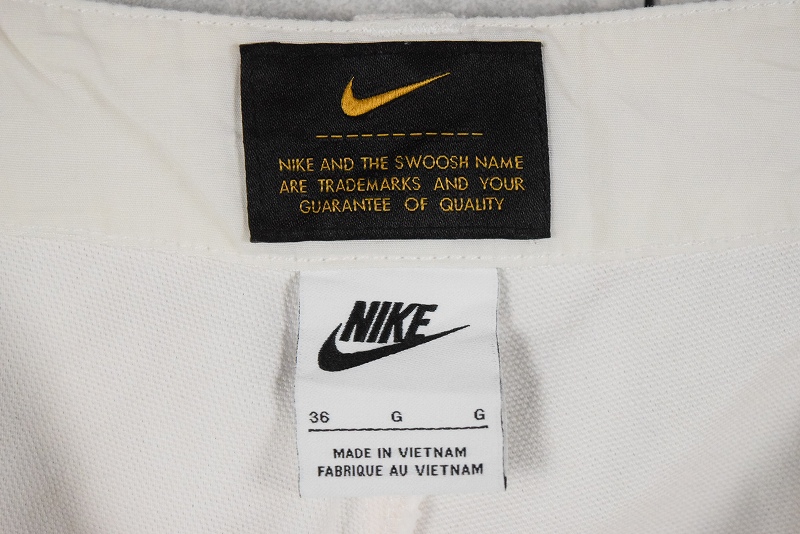 NIKE AND THE SWOOSH NAME
ARE TRADEMARKS AND YOUR
GUARANTEE OF QUALITY
NIKE
36 G G
MADE IN VIETNAM
FABRIQUE AU VIETNAM